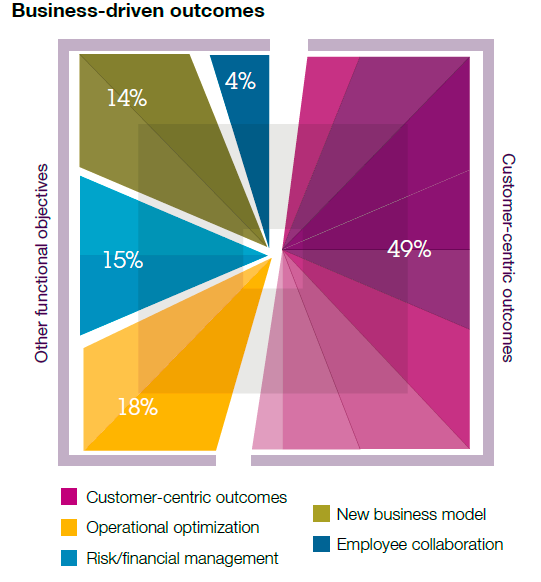 Business-driven outcomes
4%
14%
Other functional objectives
Customer-centric outcomes
49%
15%
18%
Customer-centric outcomes
Operational optimization
Risk/financial management
New business model
Employee collaboration